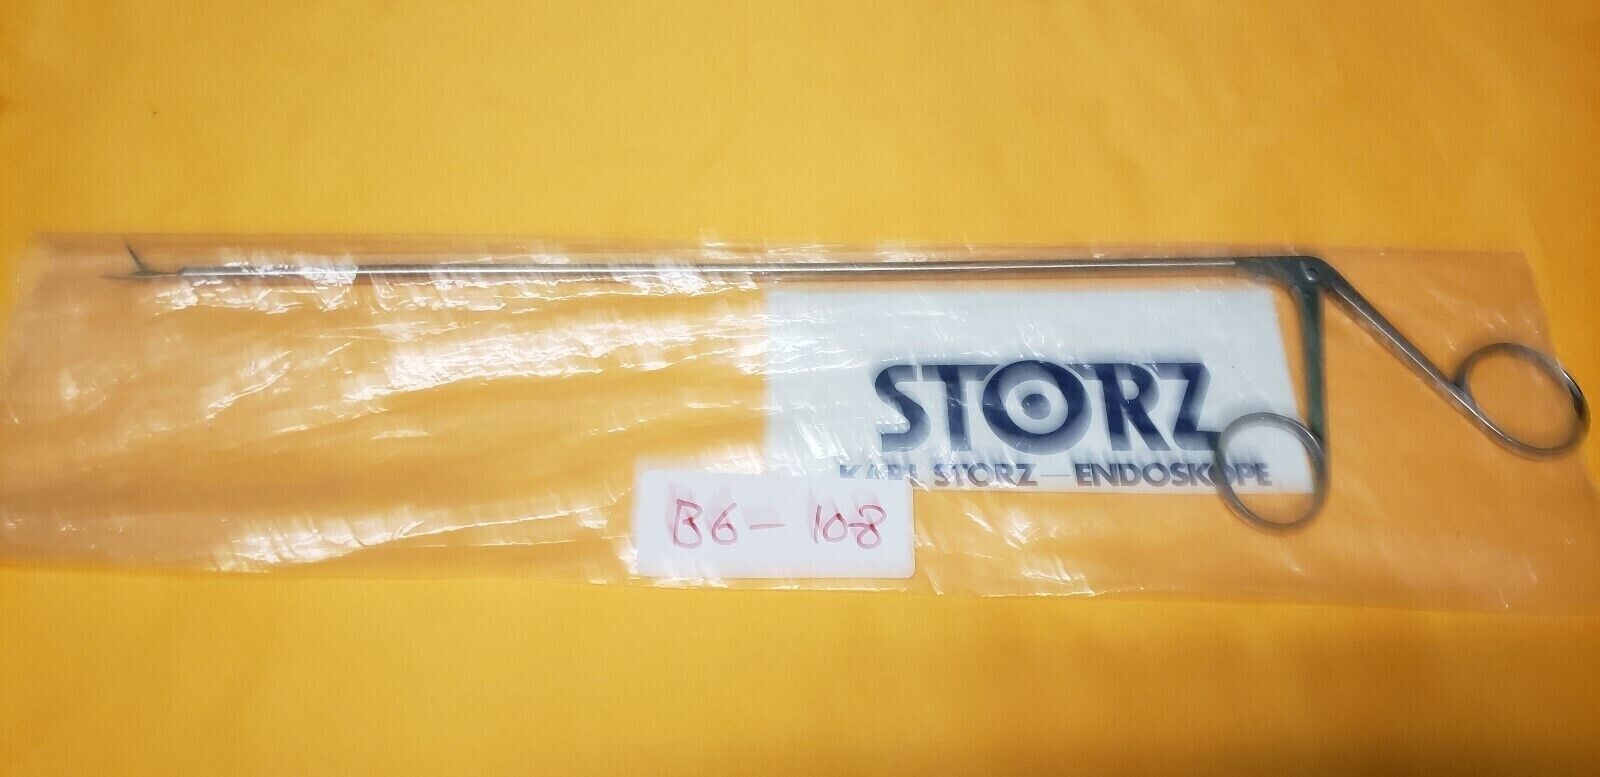 STORZ
KARL STORZ—ENDOSKOPE
B6-108